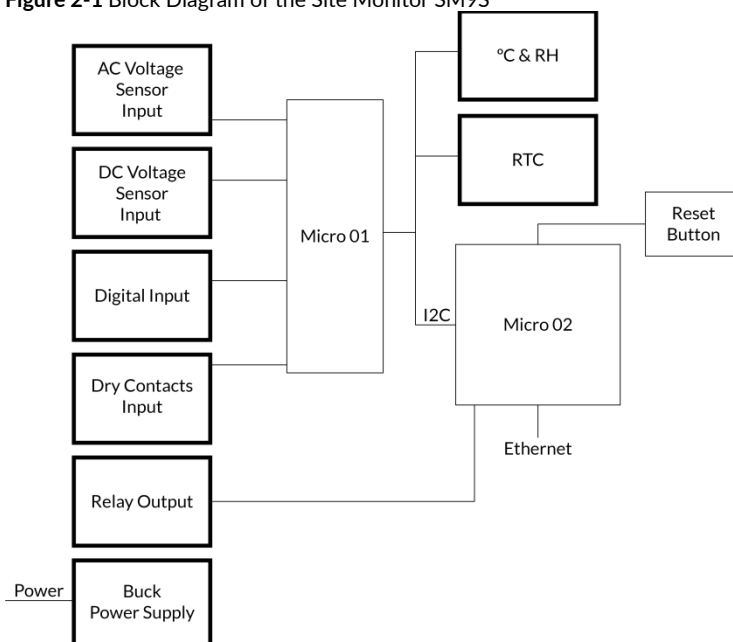 Figure 2-1 Block Diagram of the Site Monitor SM9S
AC Voltage
Sensor
Input
DC Voltage
Sensor
Input
Digital Input
Dry Contacts
Input
Relay Output
Power
Buck
Power Supply
Micro 01
ºC & RH
RTC
Reset
Button
I2C
Micro 02
Ethernet